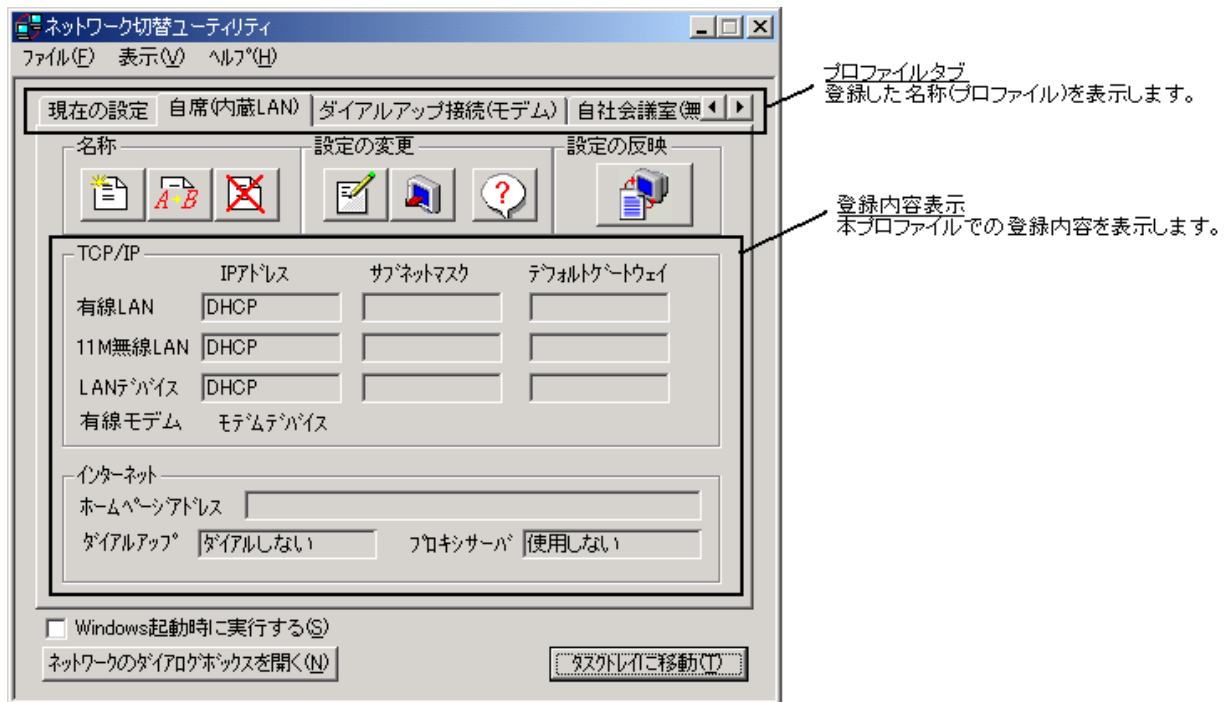 ネットワーク切替ユーティリティ
ファイル(F) 表示(V) ヘルプ(H)
プロファイルタブ
登録した名称(プロファイル)を表示します。
現在の設定 自席(内蔵LAN) ダイアルアップ接続(モデム) 自社会議室(無
名称 設定の変更 設定の反映
A B ?
登録内容表示
本プロファイルでの登録内容を表示します。
TCP/IP
IPアドレス サブネットマスク デフォルトゲートウェイ
有線LAN DHCP
11M無線LAN DHCP
LANデバイス DHCP
有線モデム モデムデバイス
インターネット
ホームページアドレス
ダイアルアップ ダイアルしない プロキシサーバ 使用しない
Windows起動時に実行する(S)
ネットワークのダイアログボックスを開く(N) タスクトレイに移動(T)